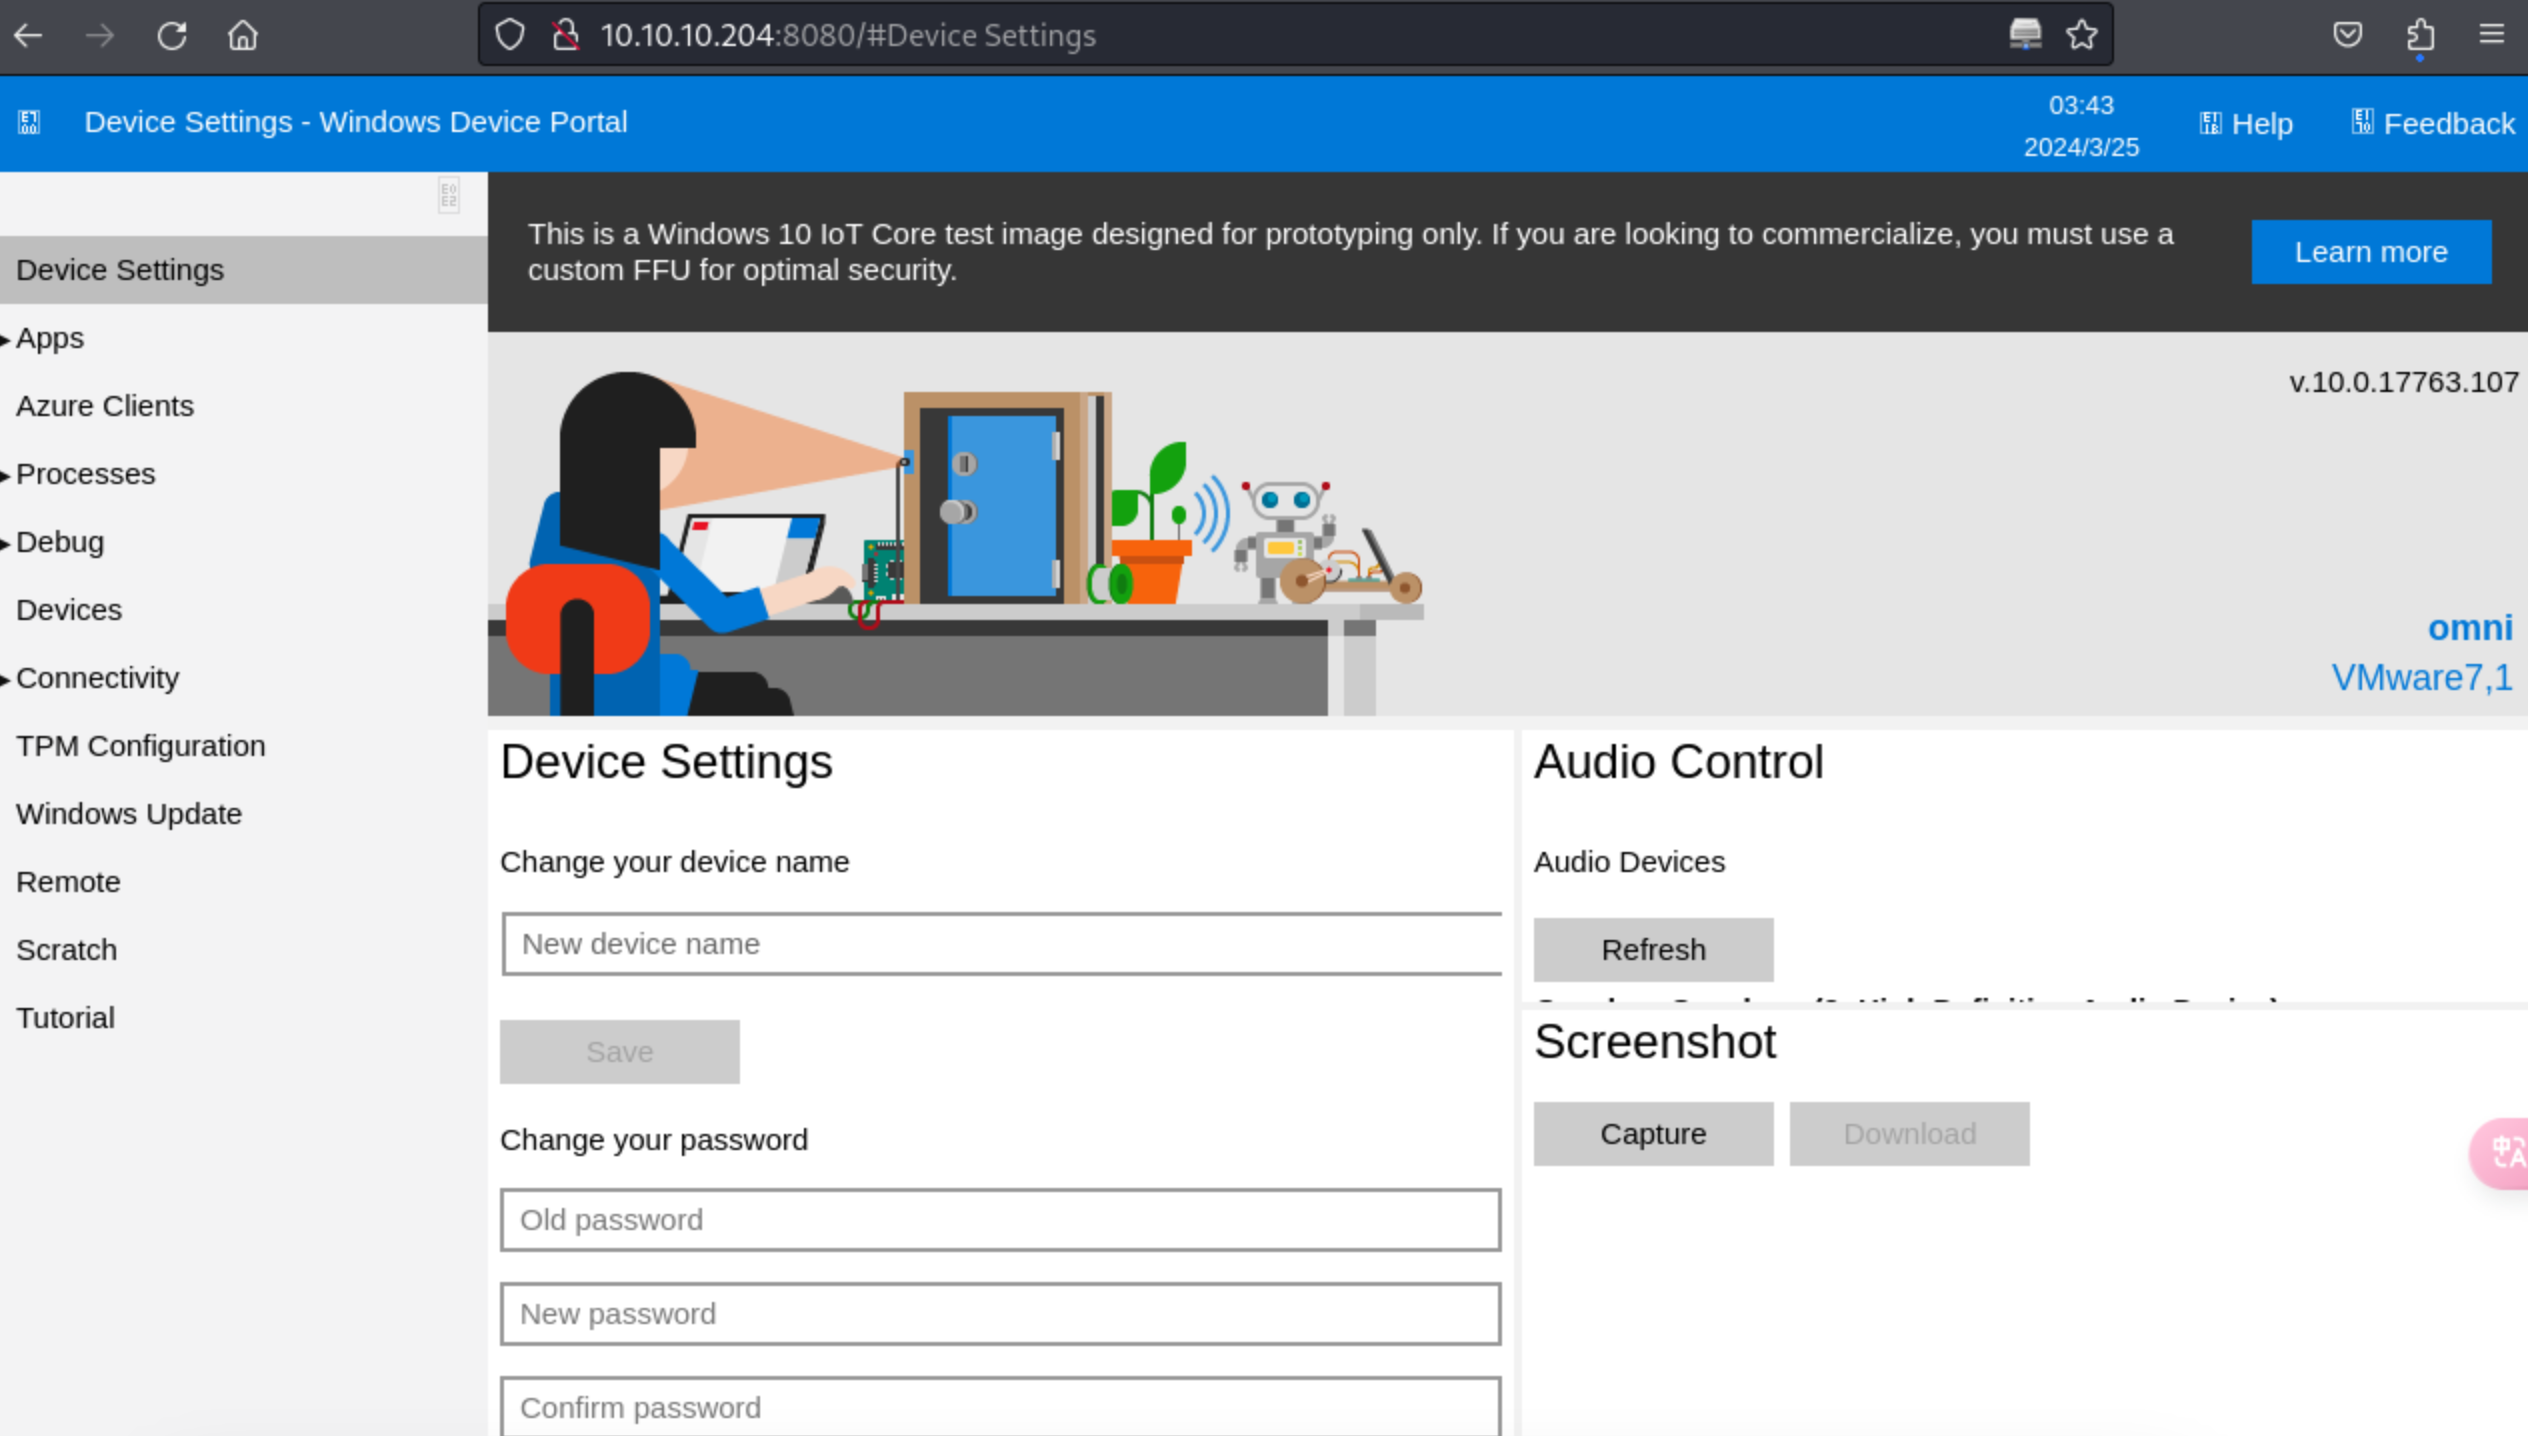 10.10.10.204:8080/#Device Settings
Device Settings - Windows Device Portal
03:43
2024/3/25
Help
Feedback
This is a Windows 10 IoT Core test image designed for prototyping only. If you are looking to commercialize, you must use a
custom FFU for optimal security.
Learn more
Device Settings
Apps
Azure Clients
Processes
Debug
Devices
Connectivity
TPM Configuration
Windows Update
Remote
Scratch
Tutorial
v.10.0.17763.107
omni
VMware7,1
Device Settings
Change your device name
New device name
Save
Change your password
Old password
New password
Confirm password
Audio Control
Audio Devices
Refresh
Screenshot
Capture
Download
中A